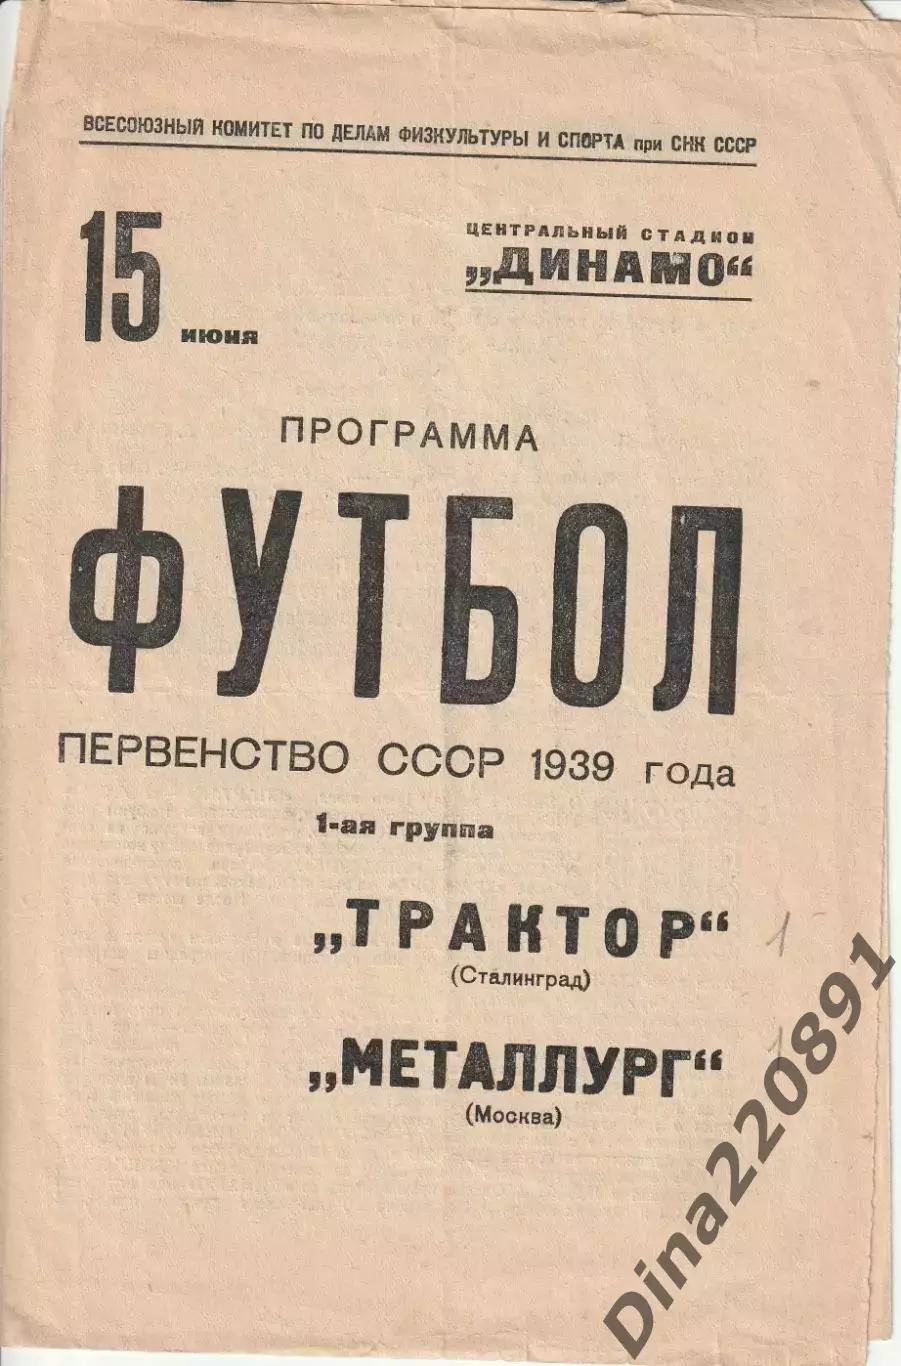 ВСЕСОЮЗНЫЙ КОМИТЕТ ПО ДЕЛАМ ФИЗКУЛЬТУРЫ И СПОРТА при СНК СССР
15 июня
ЦЕНТРАЛЬНЫЙ СТАДИОН
„ДИНАМО“
ПРОГРАММА
ФУТБОЛ
ПЕРВЕНСТВО СССР 1939 года
1-ая группа
„ТРАКТОР“ 1
(Сталинград)
„МЕТАЛЛУРГ“ 1
(Москва)
Dina220891